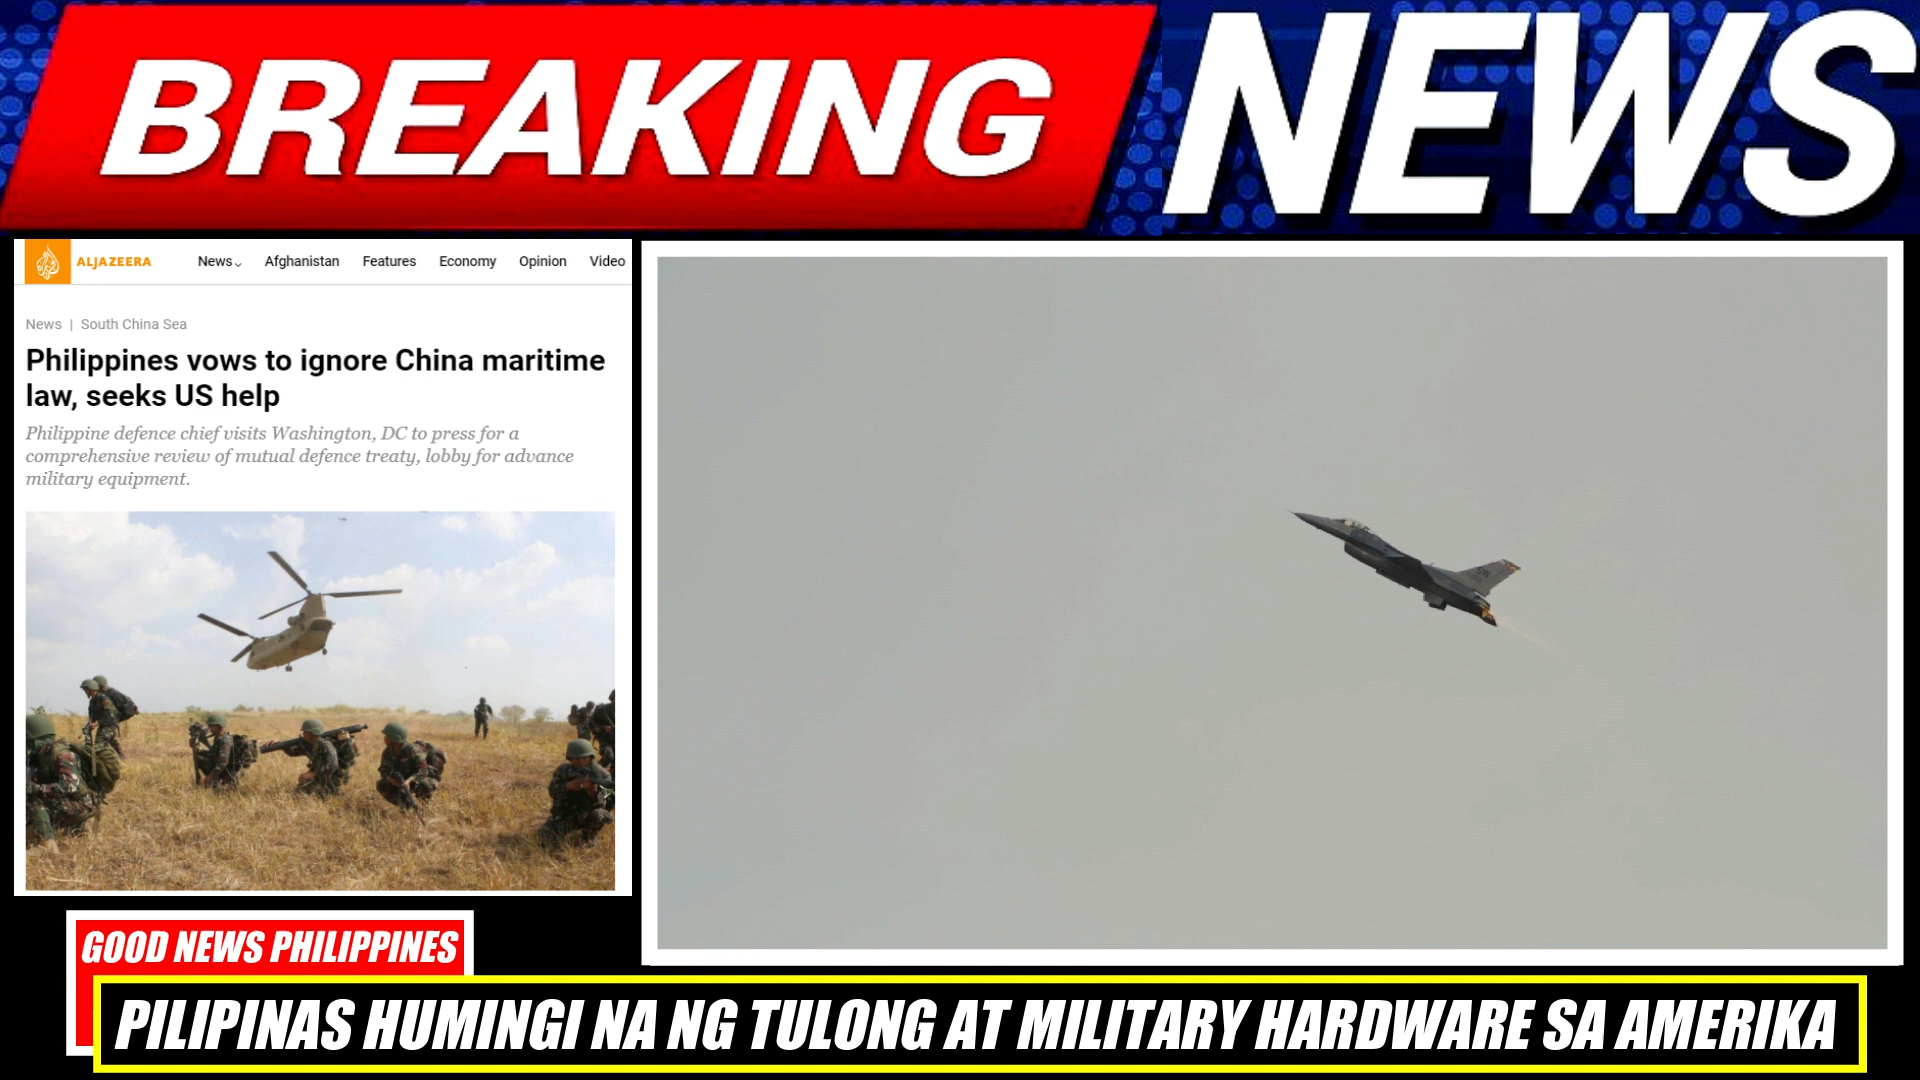 BREAKING NEWS
ALJAZEERA
News Afghanistan Features Economy Opinion Video
News | South China Sea
Philippines vows to ignore China maritime
law, seeks US help
Philippine defence chief visits Washington, DC to press for a
comprehensive review of mutual defence treaty, lobby for advance
military equipment.
SW
GOOD NEWS PHILIPPINES
PILIPINAS HUMINGI NA NG TULONG AT MILITARY HARDWARE SA AMERIKA